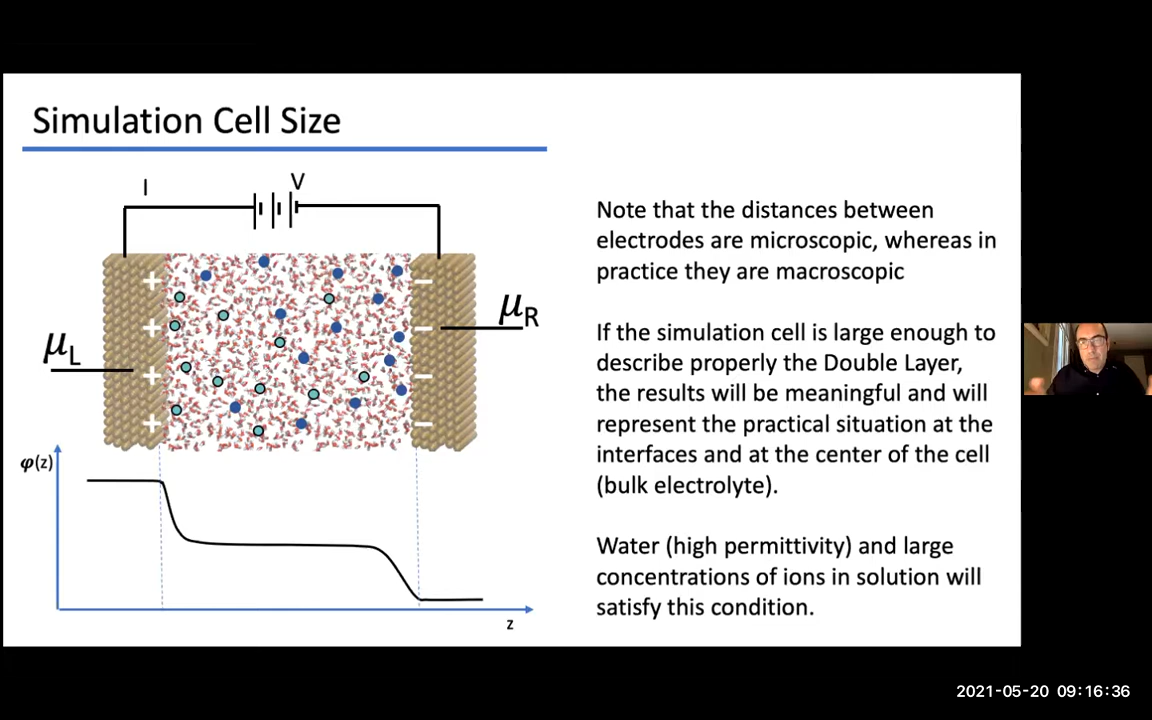 Simulation Cell Size
I
V
+
+
+
+
−
−
−
−
μL
μR
φ(z)
z
Note that the distances between
electrodes are microscopic, whereas in
practice they are macroscopic
If the simulation cell is large enough to
describe properly the Double Layer,
the results will be meaningful and will
represent the practical situation at the
interfaces and at the center of the cell
(bulk electrolyte).
Water (high permittivity) and large
concentrations of ions in solution will
satisfy this condition.
2021-05-20 09:16:36